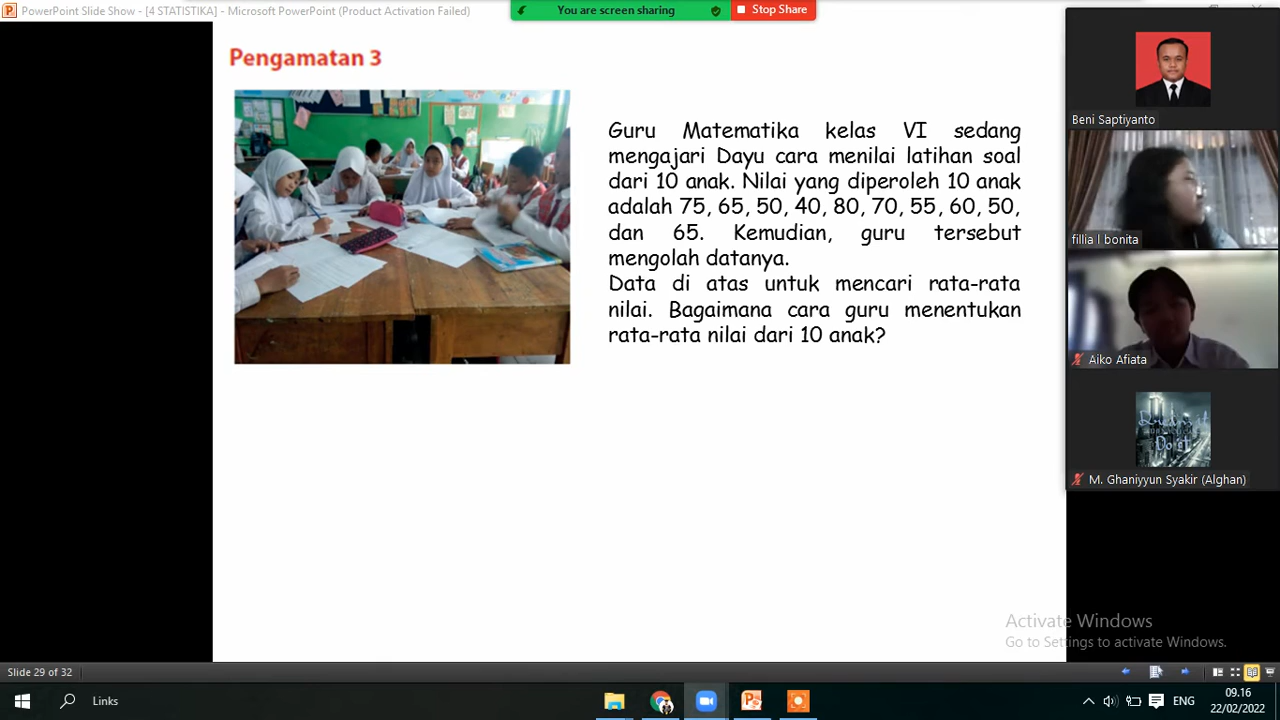 PowerPoint Slide Show - [4 STATISTIKA] - Microsoft PowerPoint (Product Activation Failed)
You are screen sharing
Stop Share
Pengamatan 3
Guru Matematika kelas VI sedang
mengajari Dayu cara menilai latihan soal
dari 10 anak. Nilai yang diperoleh 10 anak
adalah 75, 65, 50, 40, 80, 70, 55, 60, 50,
dan 65. Kemudian, guru tersebut
mengolah datanya.
Data di atas untuk mencari rata-rata
nilai. Bagaimana cara guru menentukan
rata-rata nilai dari 10 anak?
Beni Saptiyanto
fillia l bonita
Aiko Afiata
M. Ghaniyyun Syakir (Alghan)
Activate Windows
Go to Settings to activate Windows.
Slide 29 of 32
Links
ENG
09.16
22/02/2022